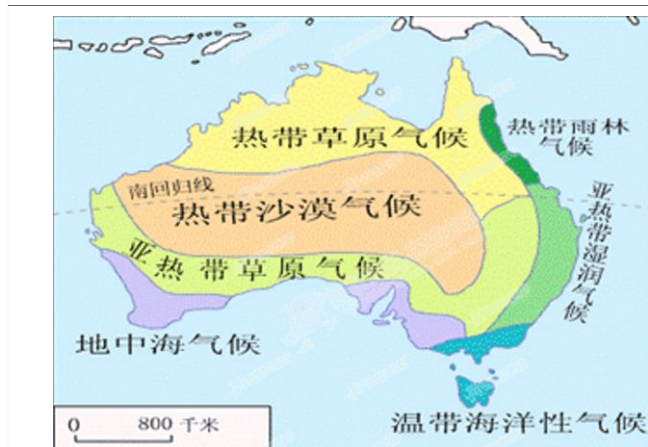 热带草原气候
热带雨林
气候
南回归线
热带沙漠气候
亚热带湿润气候
亚热带草原气候
地中海气候
温带海洋性气候
0 800 千米